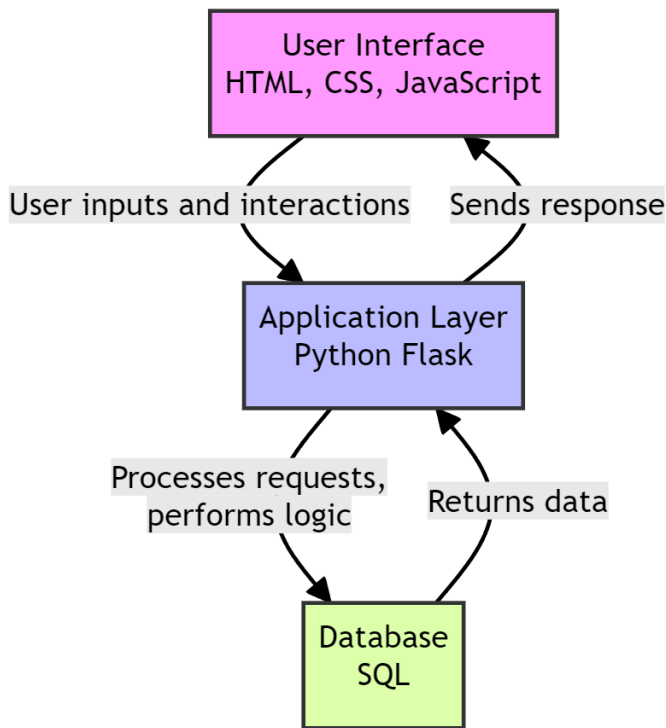 User Interface
HTML, CSS, JavaScript
User inputs and interactions
Sends response
Application Layer
Python Flask
Processes requests,
performs logic
Returns data
Database
SQL